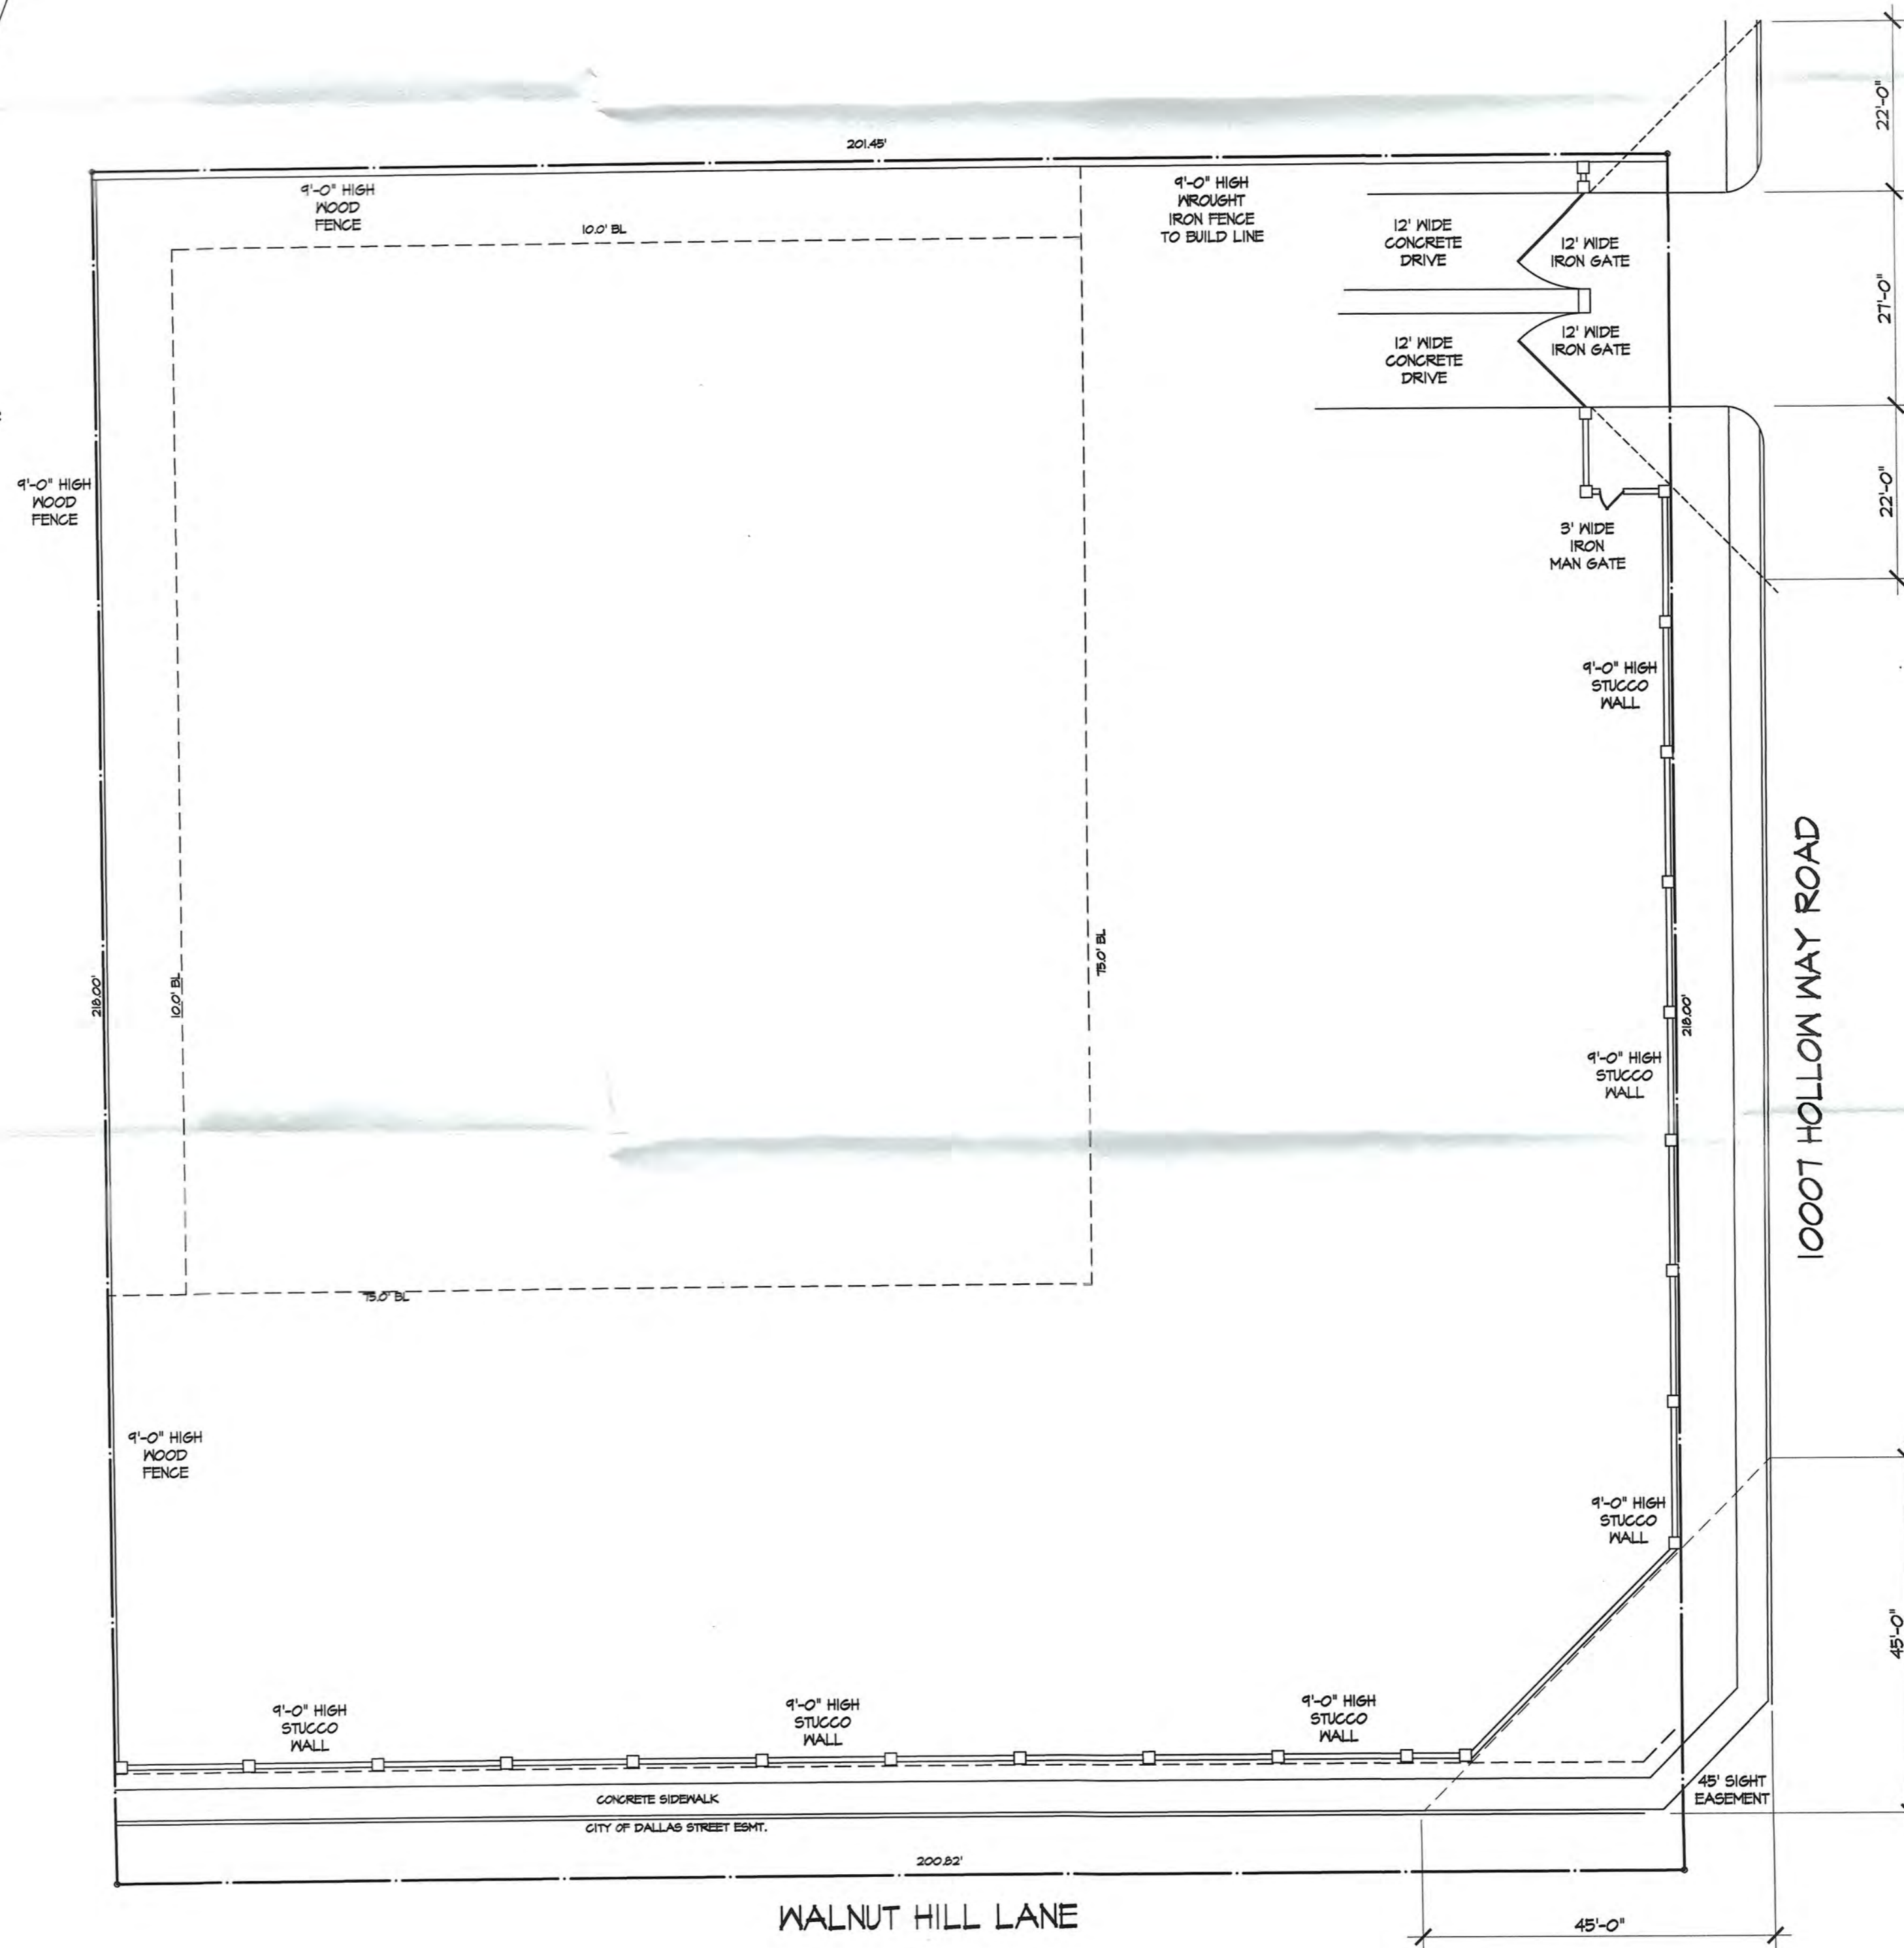 22'-0"
201.45'
9'-0" HIGH
WOOD
FENCE
10.0' BL
9'-0" HIGH
WROUGHT
IRON FENCE
TO BUILD LINE
12' WIDE
CONCRETE
DRIVE
12' WIDE
IRON GATE
27'-0"
12' WIDE
CONCRETE
DRIVE
12' WIDE
IRON GATE
22'-0"
9'-0" HIGH
WOOD
FENCE
3' WIDE
IRON
MAN GATE
9'-0" HIGH
STUCCO
WALL
218.00'
10.0' BL
75.0' BL
218.00'
10007 HOLLOW WAY ROAD
9'-0" HIGH
STUCCO
WALL
75.0' BL
9'-0" HIGH
WOOD
FENCE
9'-0" HIGH
STUCCO
WALL
45'-0"
9'-0" HIGH
STUCCO
WALL
9'-0" HIGH
STUCCO
WALL
9'-0" HIGH
STUCCO
WALL
45' SIGHT
EASEMENT
CONCRETE SIDEWALK
CITY OF DALLAS STREET ESMT.
200.82'
WALNUT HILL LANE
45'-0"